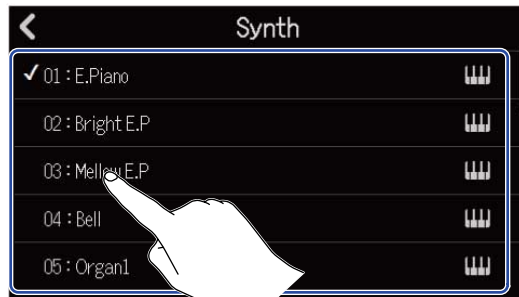 Synth
✓ 01 : E.Piano
02 : Bright E.P
03 : Mellow E.P
04 : Bell
05 : Organ1